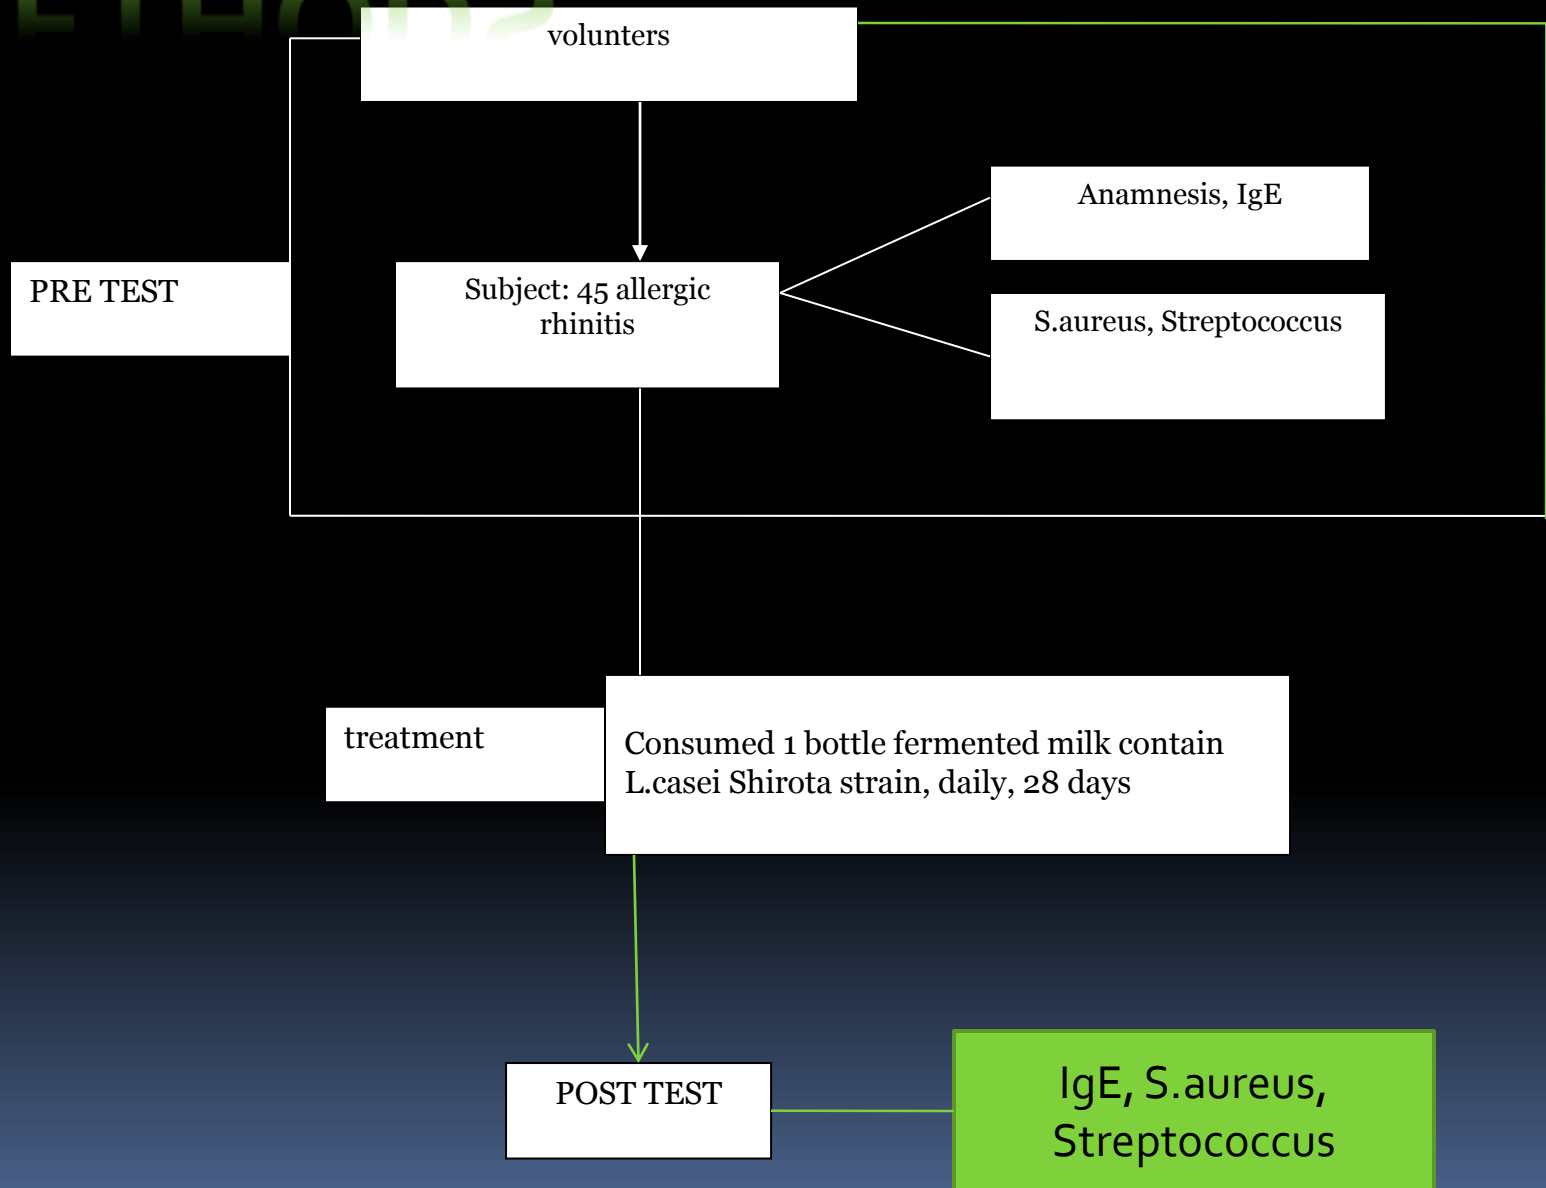 volunters
Anamnesis, IgE
PRE TEST
Subject: 45 allergic
rhinitis
S.aureus, Streptococcus
treatment
Consumed 1 bottle fermented milk contain
L.casei Shirota strain, daily, 28 days
POST TEST
IgE, S.aureus,
Streptococcus